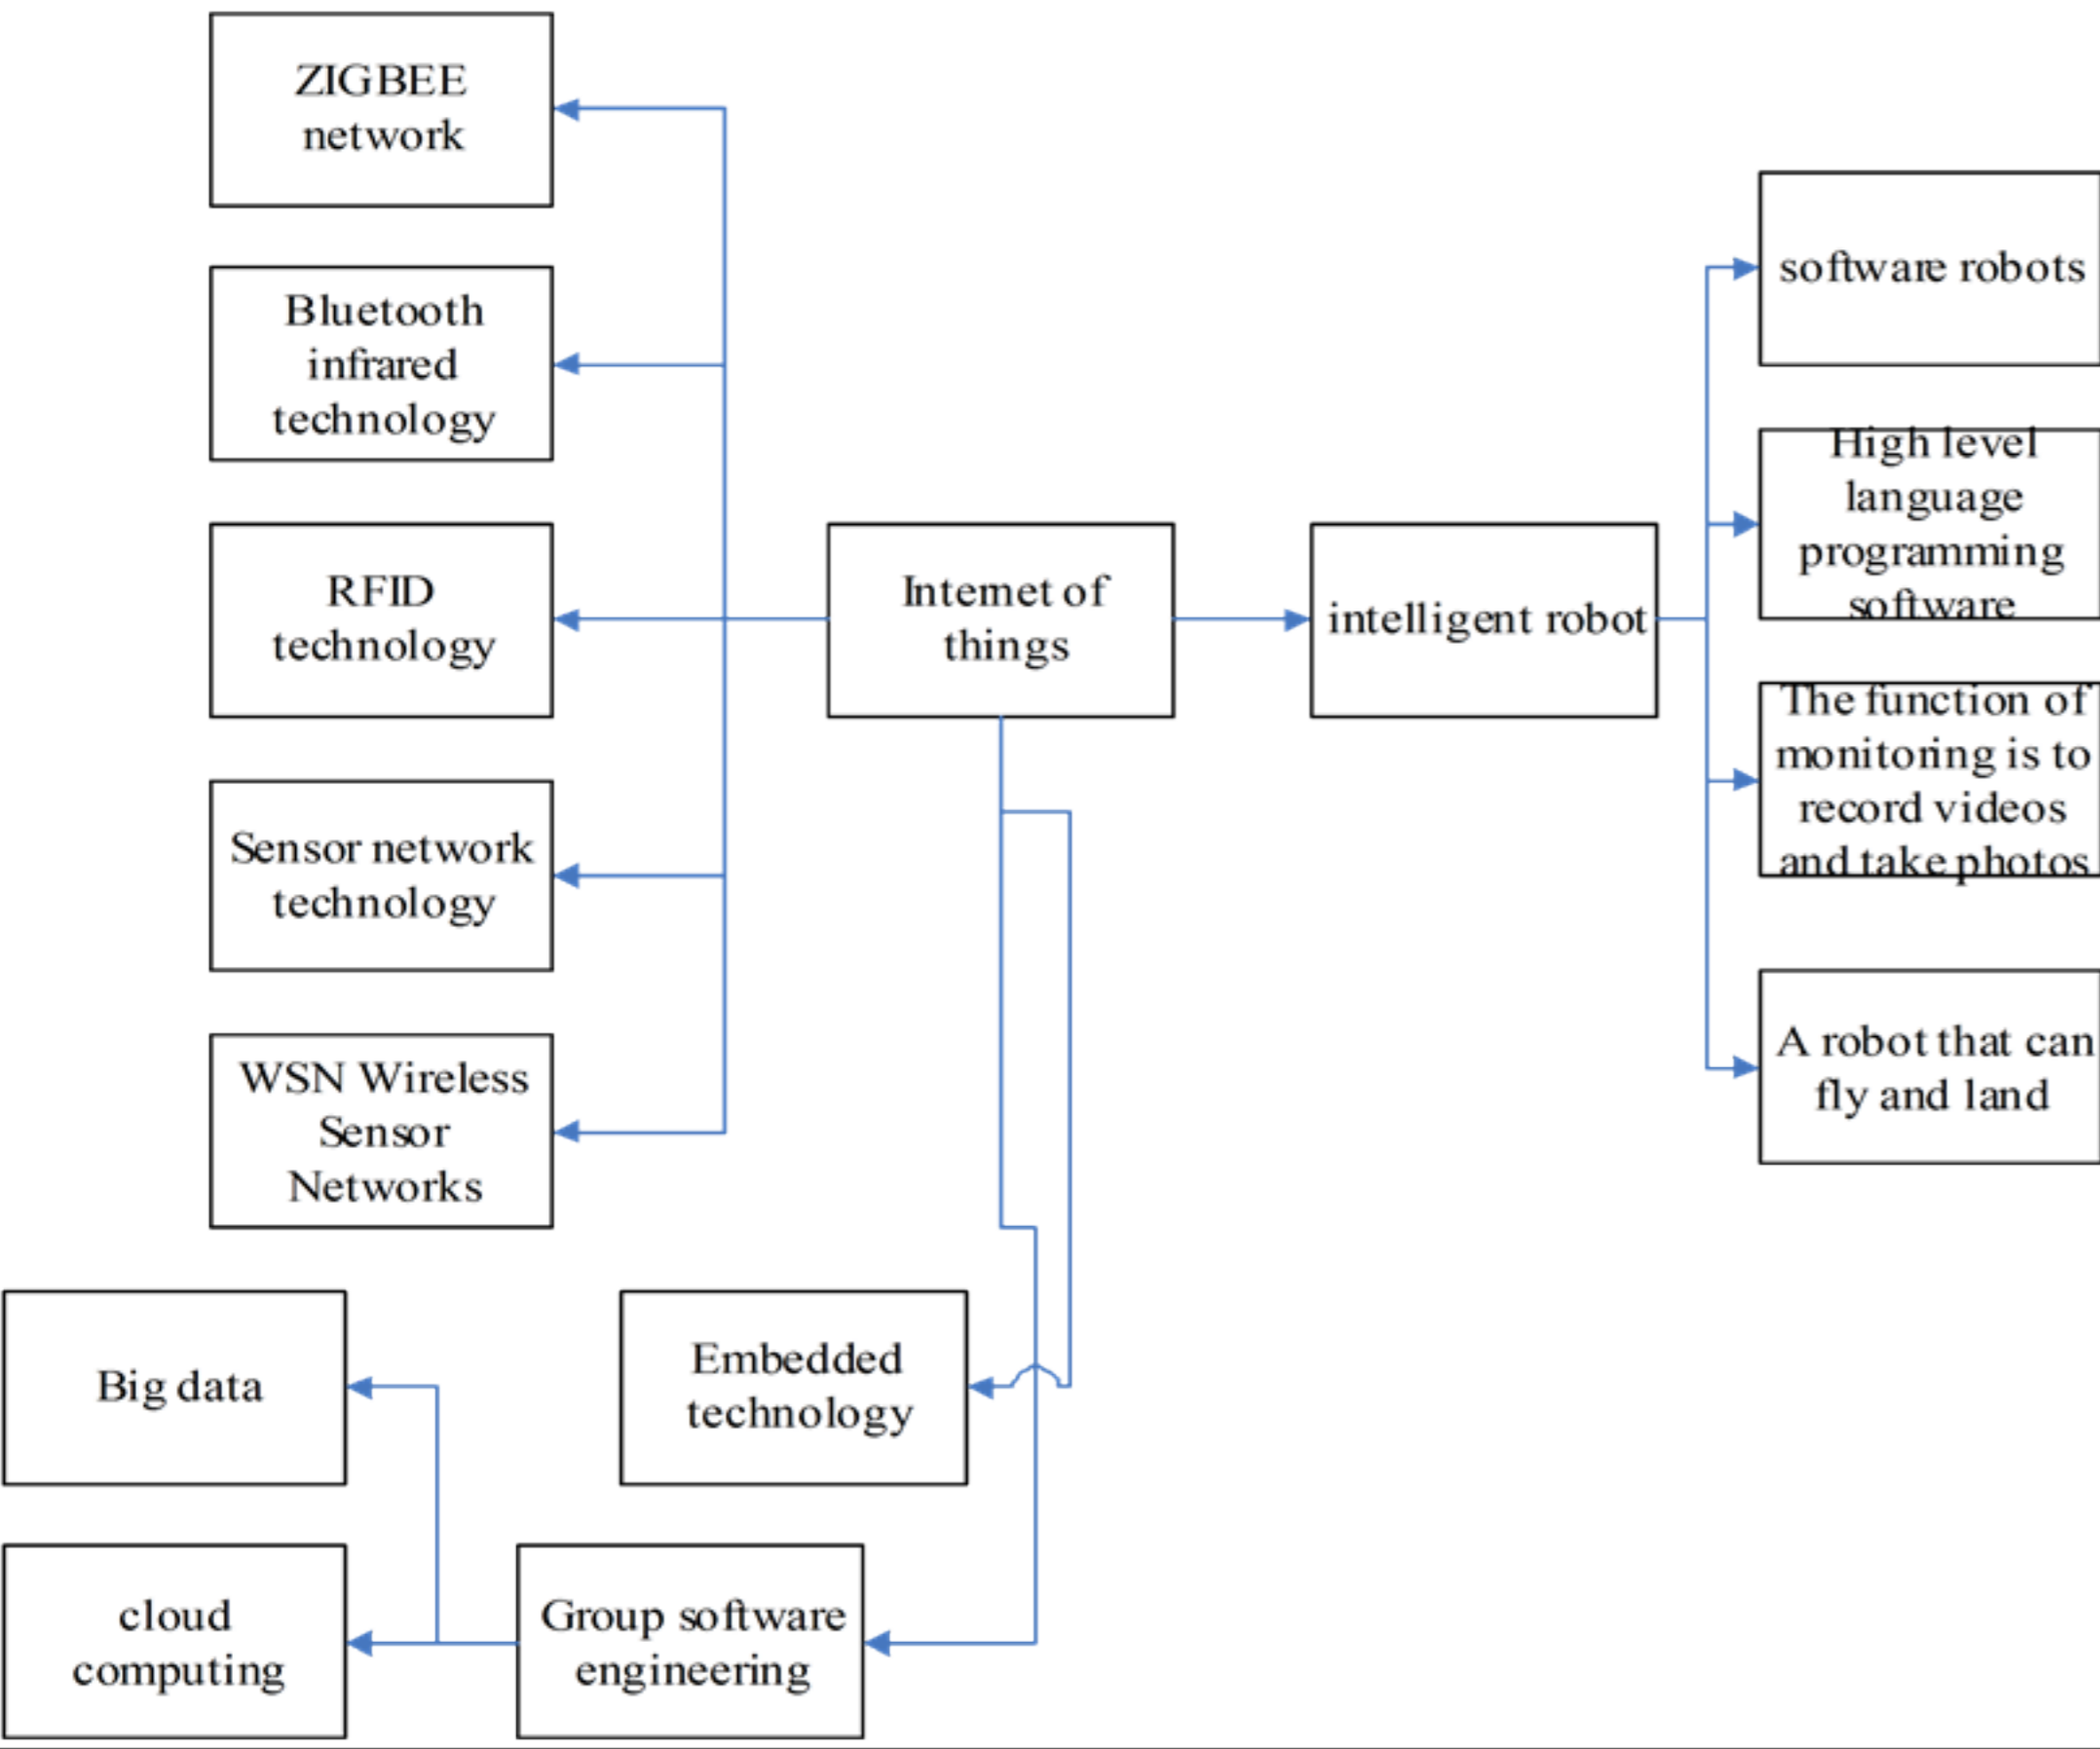 ZIGBEE
network
Bluetooth
infrared
technology
RFID
technology
Sensor network
technology
WSN Wireless
Sensor
Networks
Internet of
things
intelligent robot
software robots
High level
language
programming
software
The function of
monitoring is to
record videos
and take photos
A robot that can
fly and land
Big data
Embedded
technology
cloud
computing
Group software
engineering